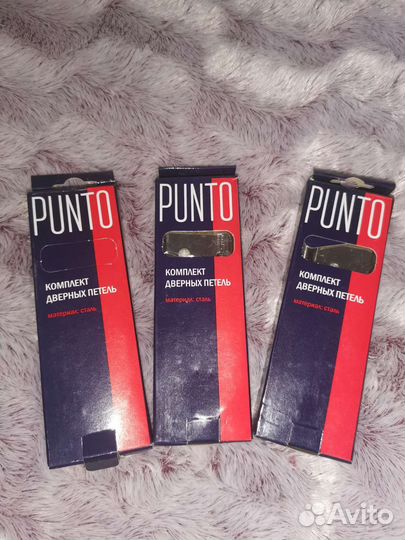 PUNTO
КОМПЛЕКТ
ДВЕРНЫХ ПЕТЕЛЬ
материал: сталь
PUNTO
КОМПЛЕКТ
ДВЕРНЫХ ПЕТЕЛЬ
материал: сталь
PUNTO
КОМПЛЕКТ
ДВЕРНЫХ ПЕТЕЛЬ
материал: сталь
Avito